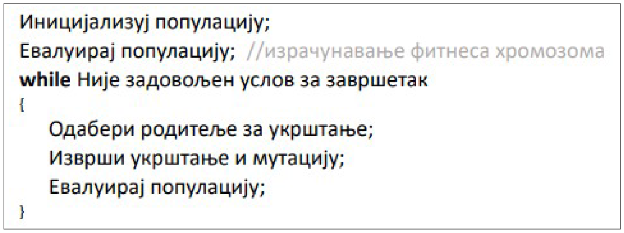 Иницијализуј популацију;
Евалуирај популацију; //израчунавање фитнеса хромозома
while Није задовољен услов за завршетак
{
Одабери родитеље за укрштање;
Изврши укрштање и мутацију;
Евалуирај популацију;
}